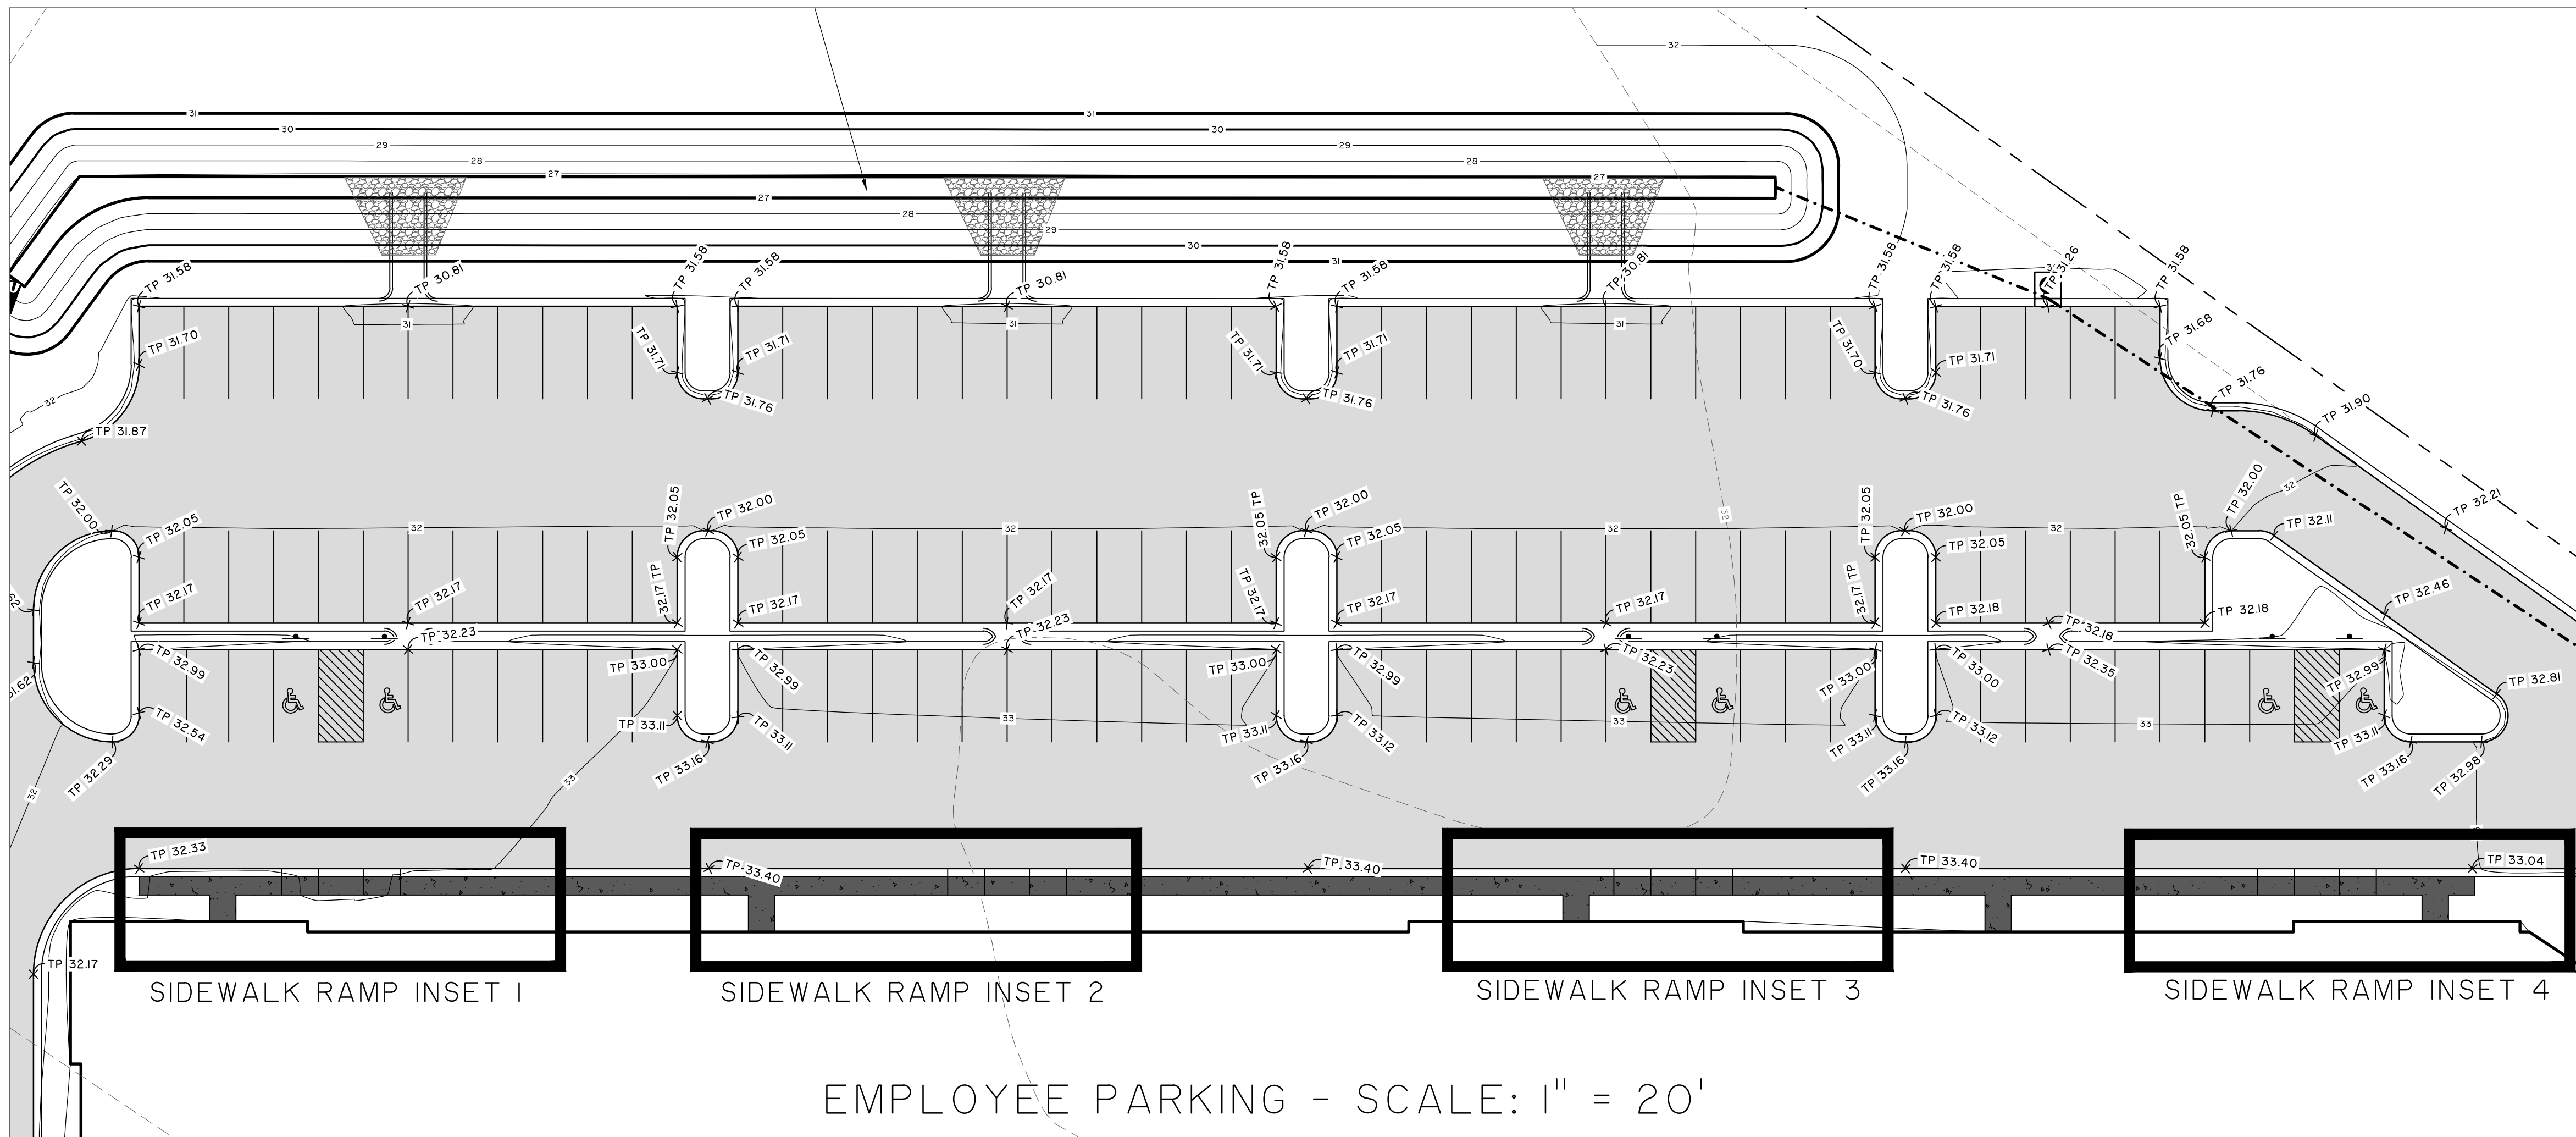 32
31
31
30
30
29
29
28
28
27
27
27
28
29
30
31
TP 31.58
TP 30.81
TP 31.58
TP 31.58
TP 30.81
TP 31.58
TP 31.58
TP 30.81
TP 31.58
TP 31.58
TP 31.26
TP 31.58
31
31
31
TP 31.70
TP 31.71
TP 31.71
TP 31.71
TP 31.71
TP 31.70
TP 31.71
TP 31.68
32
TP 31.76
TP 31.76
TP 31.76
TP 31.76
TP 31.87
TP 31.90
TP 32.00
TP 32.05
TP 32.05
TP 32.00
TP 32.05
32.05 TP
TP 32.00
TP 32.05
TP 32.05
TP 32.00
TP 32.05
32.05 TP
TP 32.00
TP 32.11
32
TP 32.21
32
32
32
32
32
TP 32.17
TP 32.17
32.17 TP
TP 32.17
TP 32.17
TP 32.17
TP 32.17
TP 32.17
32.17 TP
TP 32.18
TP 32.18
TP 32.18
TP 32.46
TP 32.23
TP 32.23
TP 32.23
TP 32.35
TP 32.99
TP 33.00
TP 32.99
TP 33.00
TP 32.99
TP 33.00
TP 33.00
TP 32.99
TP 32.81
31.62
TP 32.54
TP 33.11
TP 33.11
33
TP 33.11
TP 33.12
33
TP 33.11
TP 33.12
33
TP 33.11
TP 32.29
TP 33.16
TP 33.16
TP 33.16
TP 33.16
TP 32.98
32
33
TP 32.33
TP 33.40
TP 33.40
TP 33.40
TP 33.04
TP 32.17
SIDEWALK RAMP INSET 1
SIDEWALK RAMP INSET 2
SIDEWALK RAMP INSET 3
SIDEWALK RAMP INSET 4
EMPLOYEE PARKING - SCALE: 1" = 20'